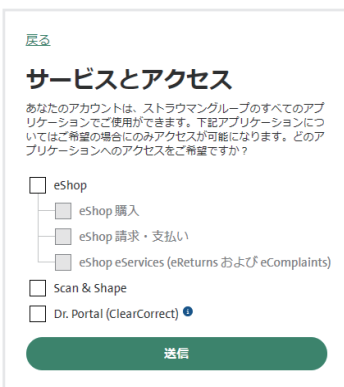 戻る
サービスとアクセス
あなたのアカウントは、ストラウマングループのすべてのアプ
リケーションでご使用ができます。下記アプリケーションにつ
いてはご希望の場合にのみアクセスが可能になります。どのア
プリケーションへのアクセスをご希望ですか？
eShop
eShop 購入
eShop 請求・支払い
eShop eServices (eReturns および eComplaints)
Scan & Shape
Dr. Portal (ClearCorrect)
送信